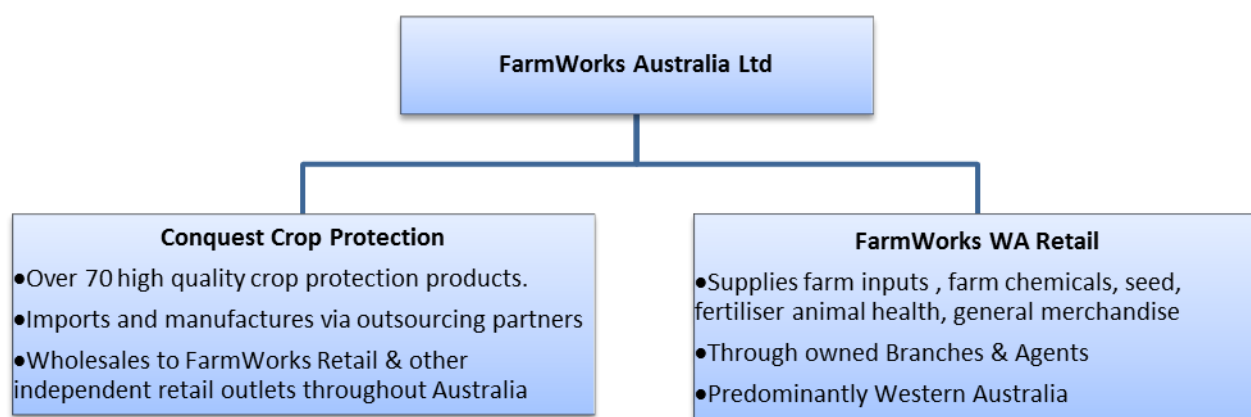 FarmWorks Australia Ltd
Conquest Crop Protection
•Over 70 high quality crop protection products.
•Imports and manufactures via outsourcing partners
•Wholesales to FarmWorks Retail & other
independent retail outlets throughout Australia
FarmWorks WA Retail
•Supplies farm inputs , farm chemicals, seed,
fertiliser animal health, general merchandise
•Through owned Branches & Agents
•Predominantly Western Australia